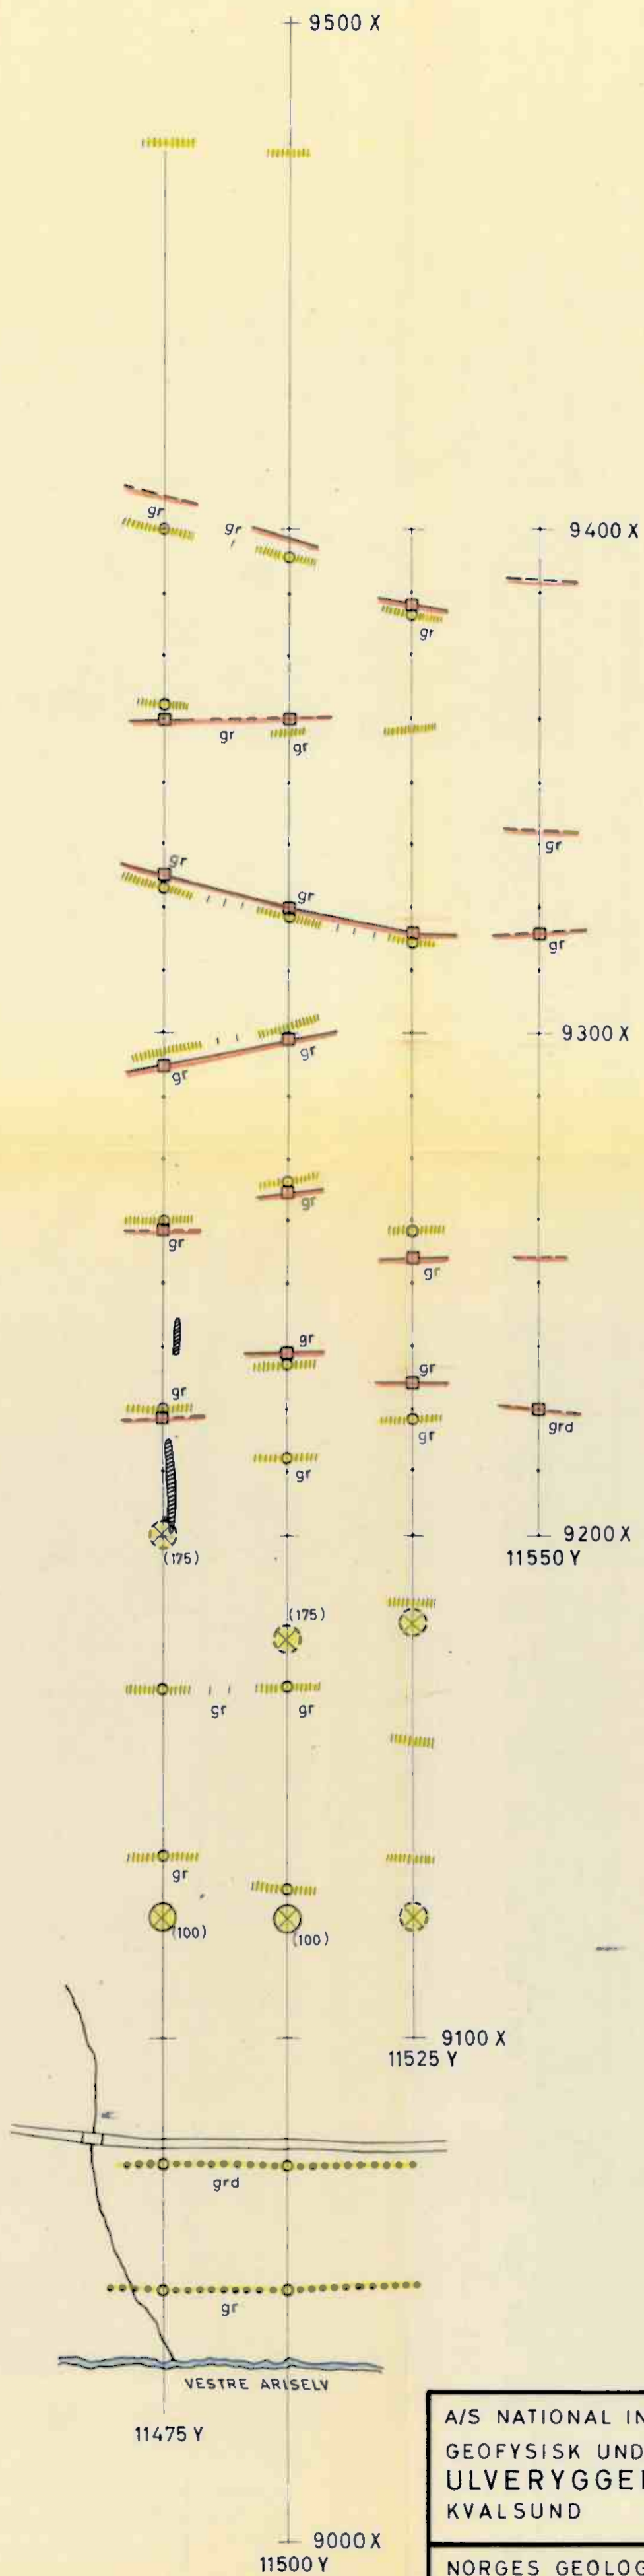 9500 X
gr
gr
9400 X
gr
gr
gr
gr
gr
gr
gr
9300 X
gr
gr
gr
gr
gr
gr
gr
gr
gr
grd
gr
9200 X
(175)
11550 Y
(175)
gr
gr
gr
(100)
(100)
9100 X
11525 Y
grd
gr
VESTRE ARISELV
11475 Y
A/S NATIONAL IN
GEOFYSISK UND
ULVERYGGE
KVALSUND
9000 X
11500 Y
NORGES GEOLOG